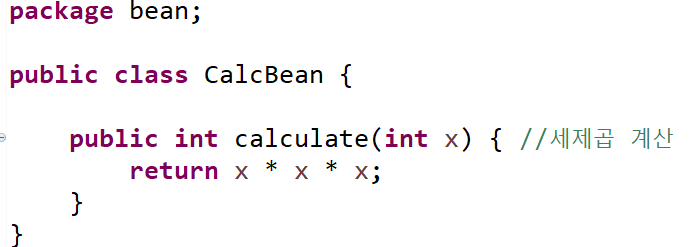 package bean;
public class CalcBean {
public int calculate(int x) { //세제곱 계산
return x * x * x;
}
}